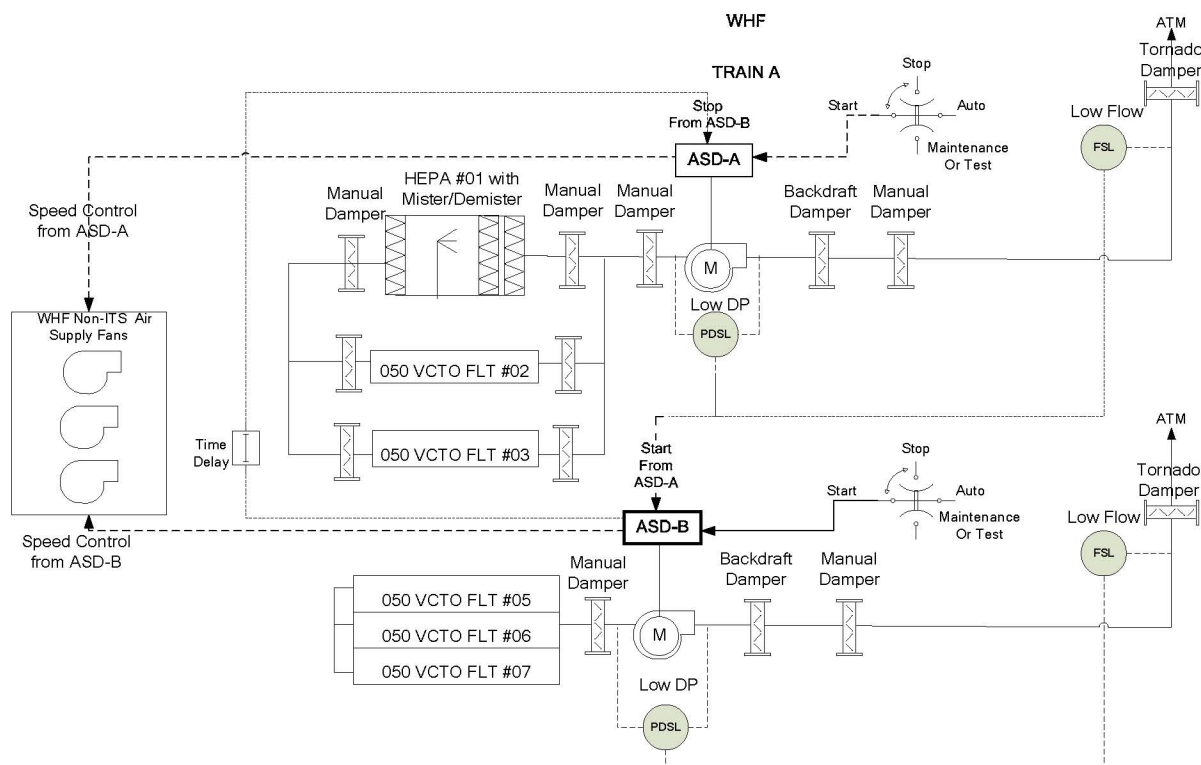 WHF
TRAIN A
ATM
Tornado
Damper
Stop
Start
Auto
Maintenance
Or Test
Low Flow
FSL
Stop
From ASD-B
ASD-A
Speed Control
from ASD-A
Manual
Damper
HEPA #01 with
Mister/Demister
Manual
Damper
Manual
Damper
M
Backdraft
Damper
Manual
Damper
Low DP
PDSL
WHF Non-ITS Air
Supply Fans
050 VCTO FLT #02
050 VCTO FLT #03
Time
Delay
Start
From
ASD-A
ASD-B
Stop
Start
Auto
Maintenance
Or Test
ATM
Tornado
Damper
Low Flow
FSL
Speed Control
from ASD-B
050 VCTO FLT #05
050 VCTO FLT #06
050 VCTO FLT #07
Manual
Damper
M
Backdraft
Damper
Manual
Damper
Low DP
PDSL